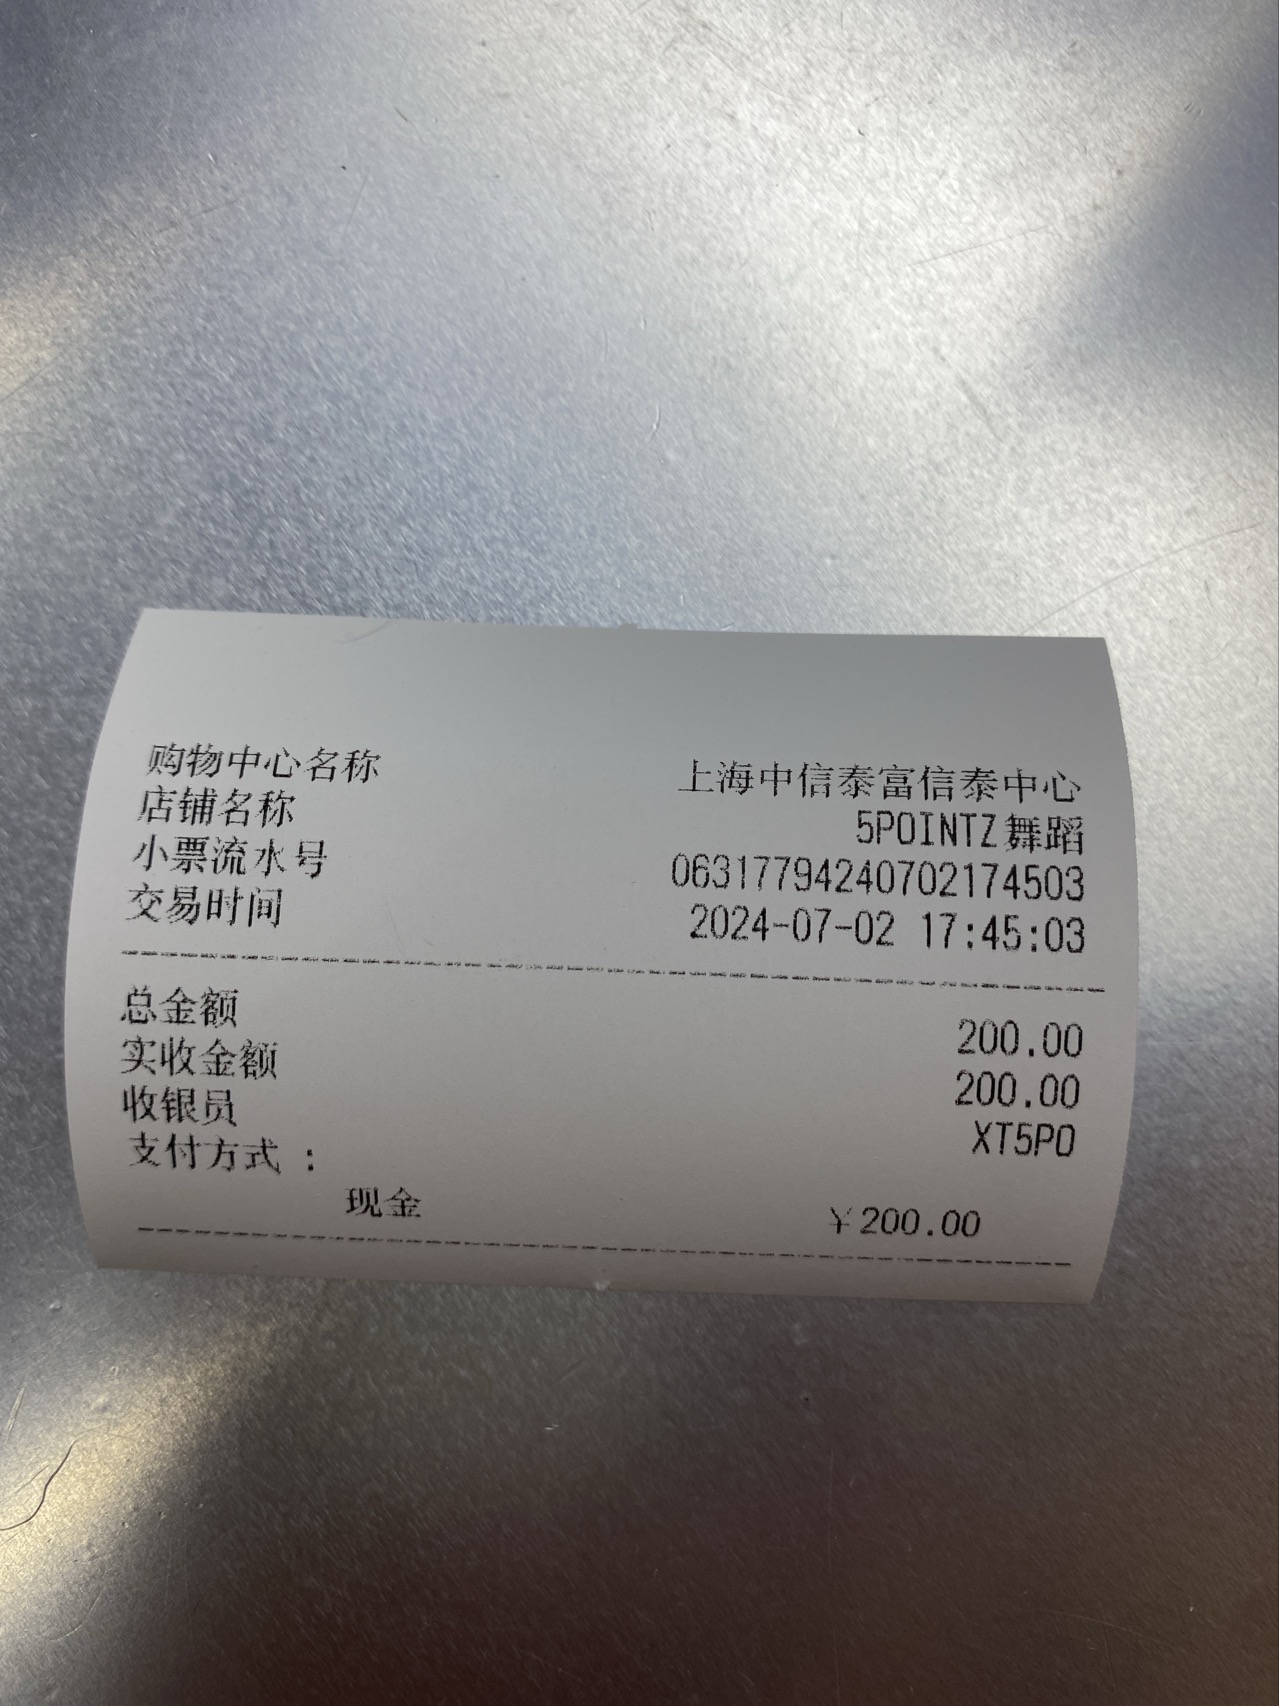 购物中心名称 上海中信泰富信泰中心
店铺名称 5POINTZ舞蹈
小票流水号 06317794240702174503
交易时间 2024-07-02 17:45:03
总金额 200.00
实收金额 200.00
收银员 XT5PO
支付方式 :
现金 ￥200.00